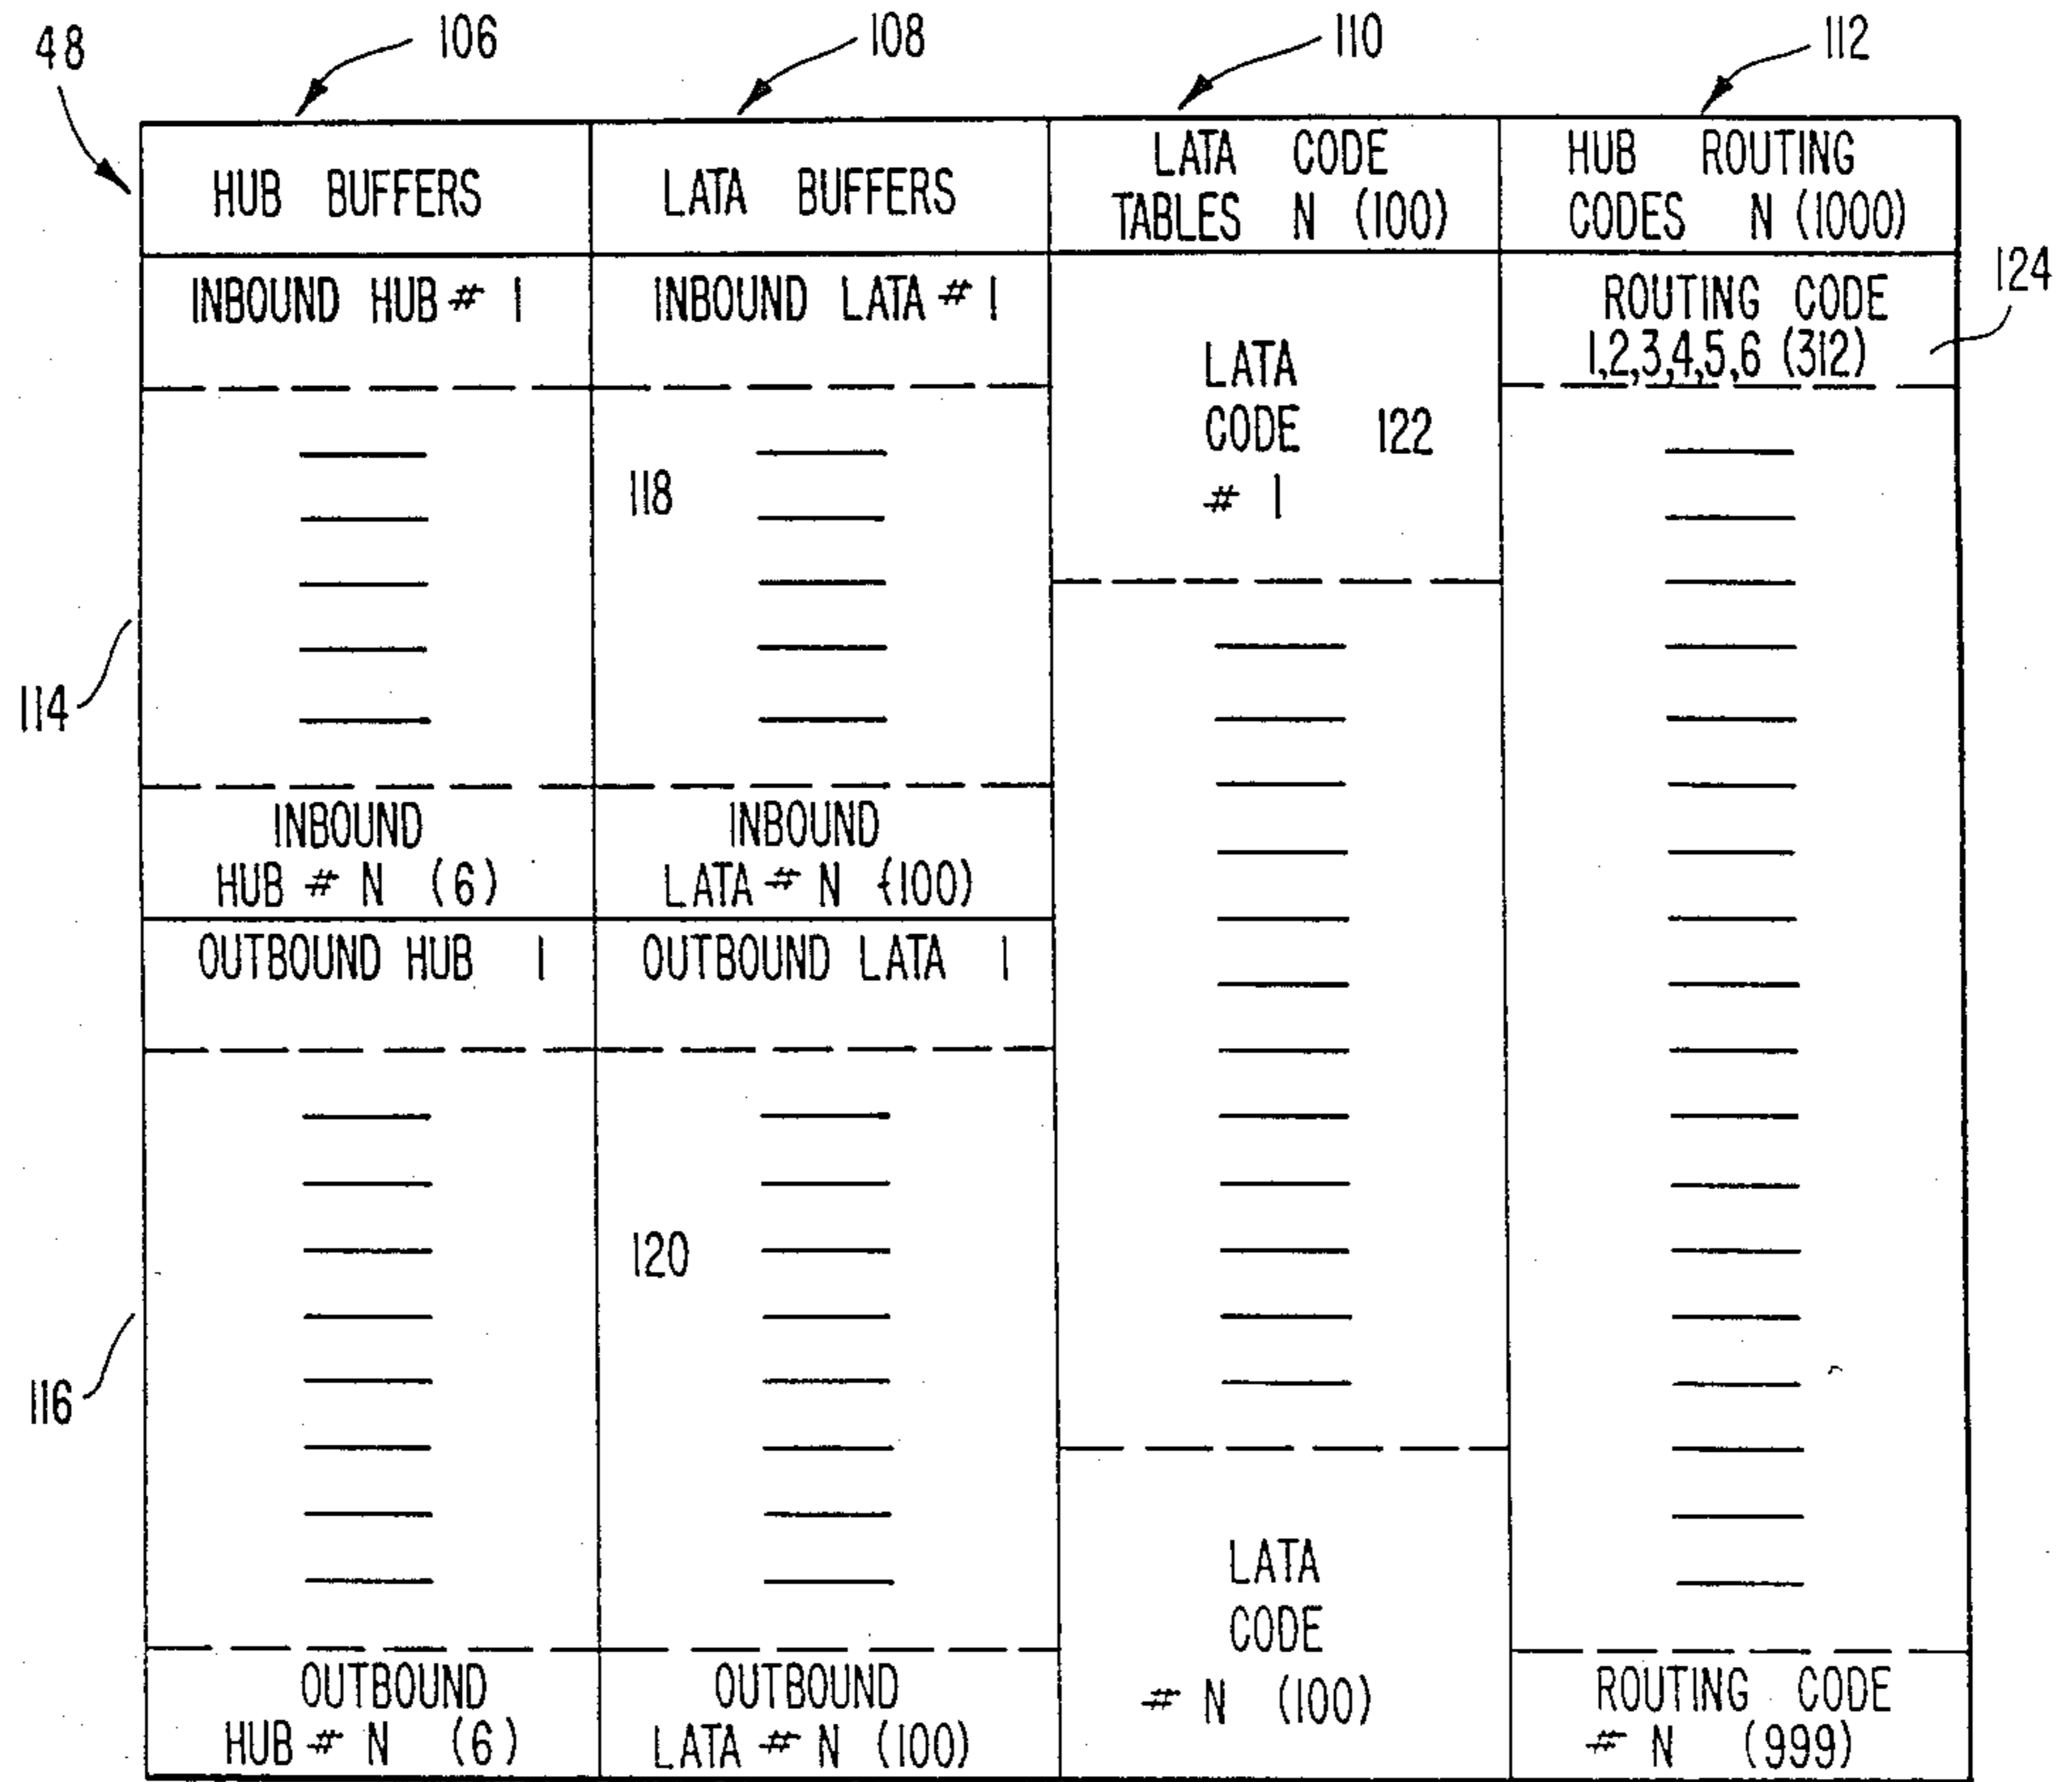 48
106
108
110
112
HUB BUFFERS
LATA BUFFERS
LATA CODE
TABLES N (100)
HUB ROUTING
CODES N (1000)
INBOUND HUB # 1
INBOUND LATA # 1
LATA
CODE 122
# 1
ROUTING CODE
1,2,3,4,5,6 (312)
124
118
114
INBOUND
HUB # N (6)
INBOUND
LATA # N (100)
OUTBOUND HUB 1
OUTBOUND LATA 1
120
116
LATA
CODE
# N (100)
OUTBOUND
HUB # N (6)
OUTBOUND
LATA # N (100)
ROUTING CODE
# N (999)